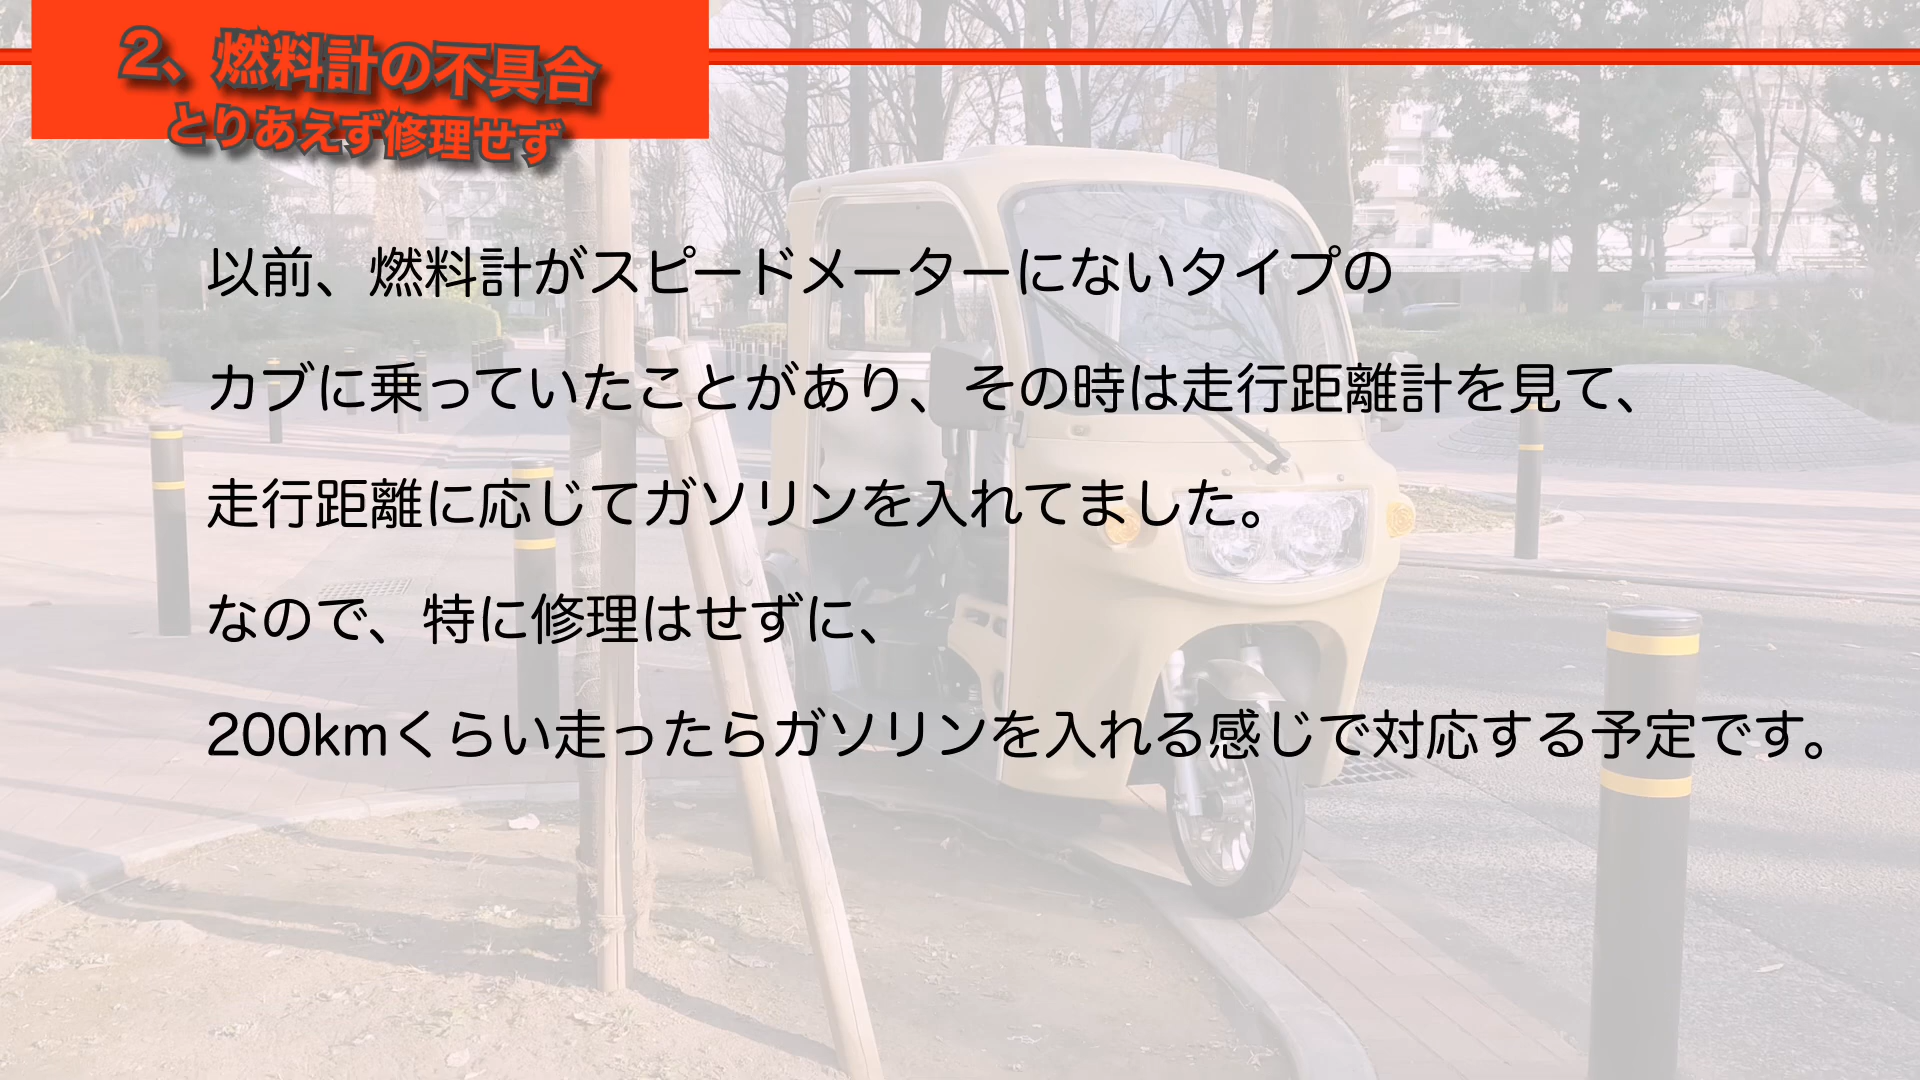 2、燃料計の不具合
とりあえず修理せず
以前、燃料計がスピードメーターにないタイプの
カブに乗っていたことがあり、その時は走行距離計を見て、
走行距離に応じてガソリンを入れてました。
なので、特に修理はせずに、
200kmくらい走ったらガソリンを入れる感じで対応する予定です。